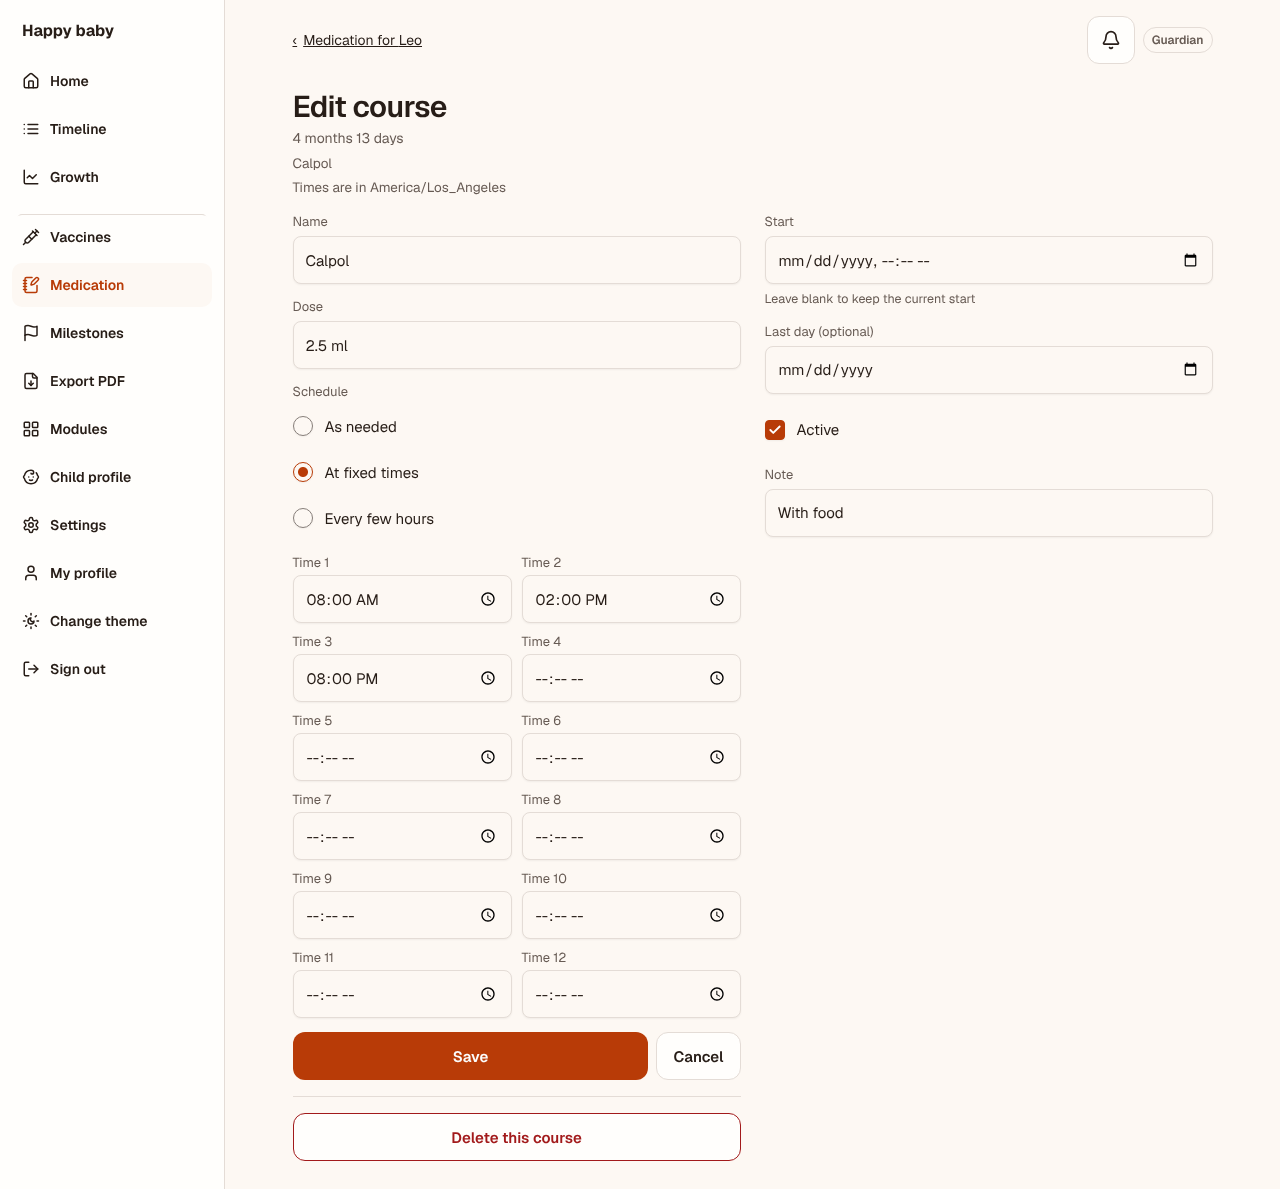 Happy baby
Home
Timeline
Growth
Vaccines
Medication
Milestones
Export PDF
Modules
Child profile
Settings
My profile
Change theme
Sign out
‹ Medication for Leo
Guardian
Edit course
4 months 13 days
Calpol
Times are in America/Los_Angeles
Name
Calpol
Dose
2.5 ml
Schedule
As needed
At fixed times
Every few hours
Time 1
Time 2
08:00 AM
02:00 PM
Time 3
Time 4
08:00 PM
--:-- --
Time 5
Time 6
--:-- --
--:-- --
Time 7
Time 8
--:-- --
--:-- --
Time 9
Time 10
--:-- --
--:-- --
Time 11
Time 12
--:-- --
--:-- --
Save
Cancel
Delete this course
Start
mm/dd/yyyy, --:-- --
Leave blank to keep the current start
Last day (optional)
mm/dd/yyyy
Active
Note
With food